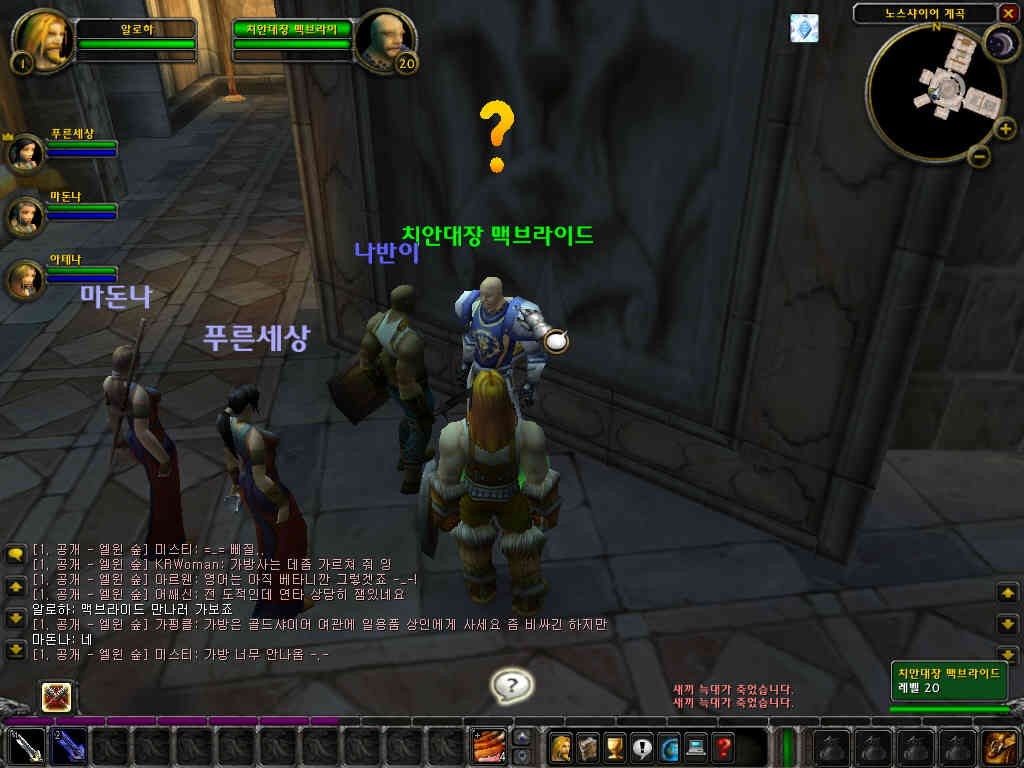 알로하
1
치안대장 맥브라이
20
노스샤이어 계곡
N
푸른세상
마돈나
아테나
치안대장 맥브라이드
나반이
마돈나
푸른세상
[1. 공개 - 엘윈 숲] 미스티: =_= 삐질..
[1. 공개 - 엘윈 숲] KRWoman: 가방사는 데좀 가르쳐 줘 잉
[1. 공개 - 엘윈 숲] 아르웬: 영어는 아직 베타니깐 그렇겟죠 -_-!
[1. 공개 - 엘윈 숲] 여쌔신: 전 도적인데 연타 상당히 잼있네요
알로하: 맥브라이드 만나러 가보죠
[1. 공개 - 엘윈 숲] 가핑클: 가방은 골드샤이어 여관에 일용품 상인에게 사세요 좀 비싸긴 하지만
마돈나: 네
[1. 공개 - 엘윈 숲] 미스티: 가방 너무 안나옴 -.-
새끼 늑대가 죽었습니다.
새끼 늑대가 죽었습니다.
치안대장 맥브라이드
레벨 20
2
4